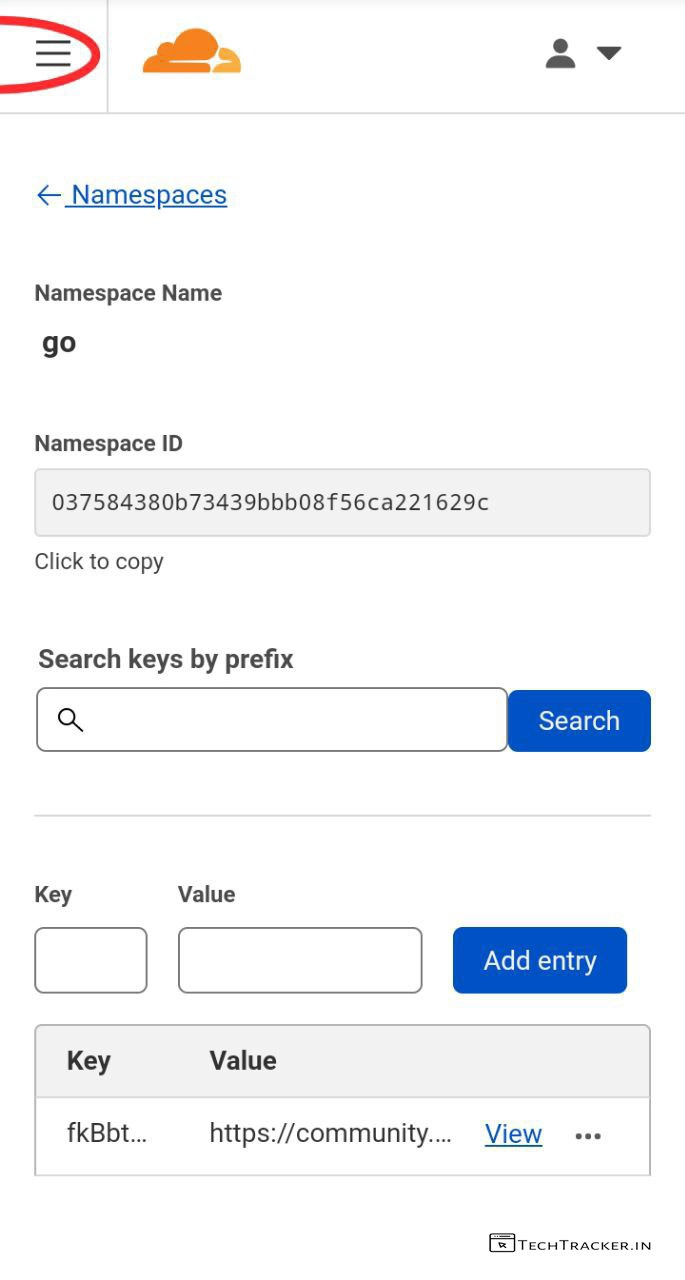 ← Namespaces
Namespace Name
go
Namespace ID
037584380b73439bbb08f56ca221629c
Click to copy
Search keys by prefix
Search
Key Value
Add entry
Key Value
fkBbt... https://community.... View ...
TECHTRACKER.IN